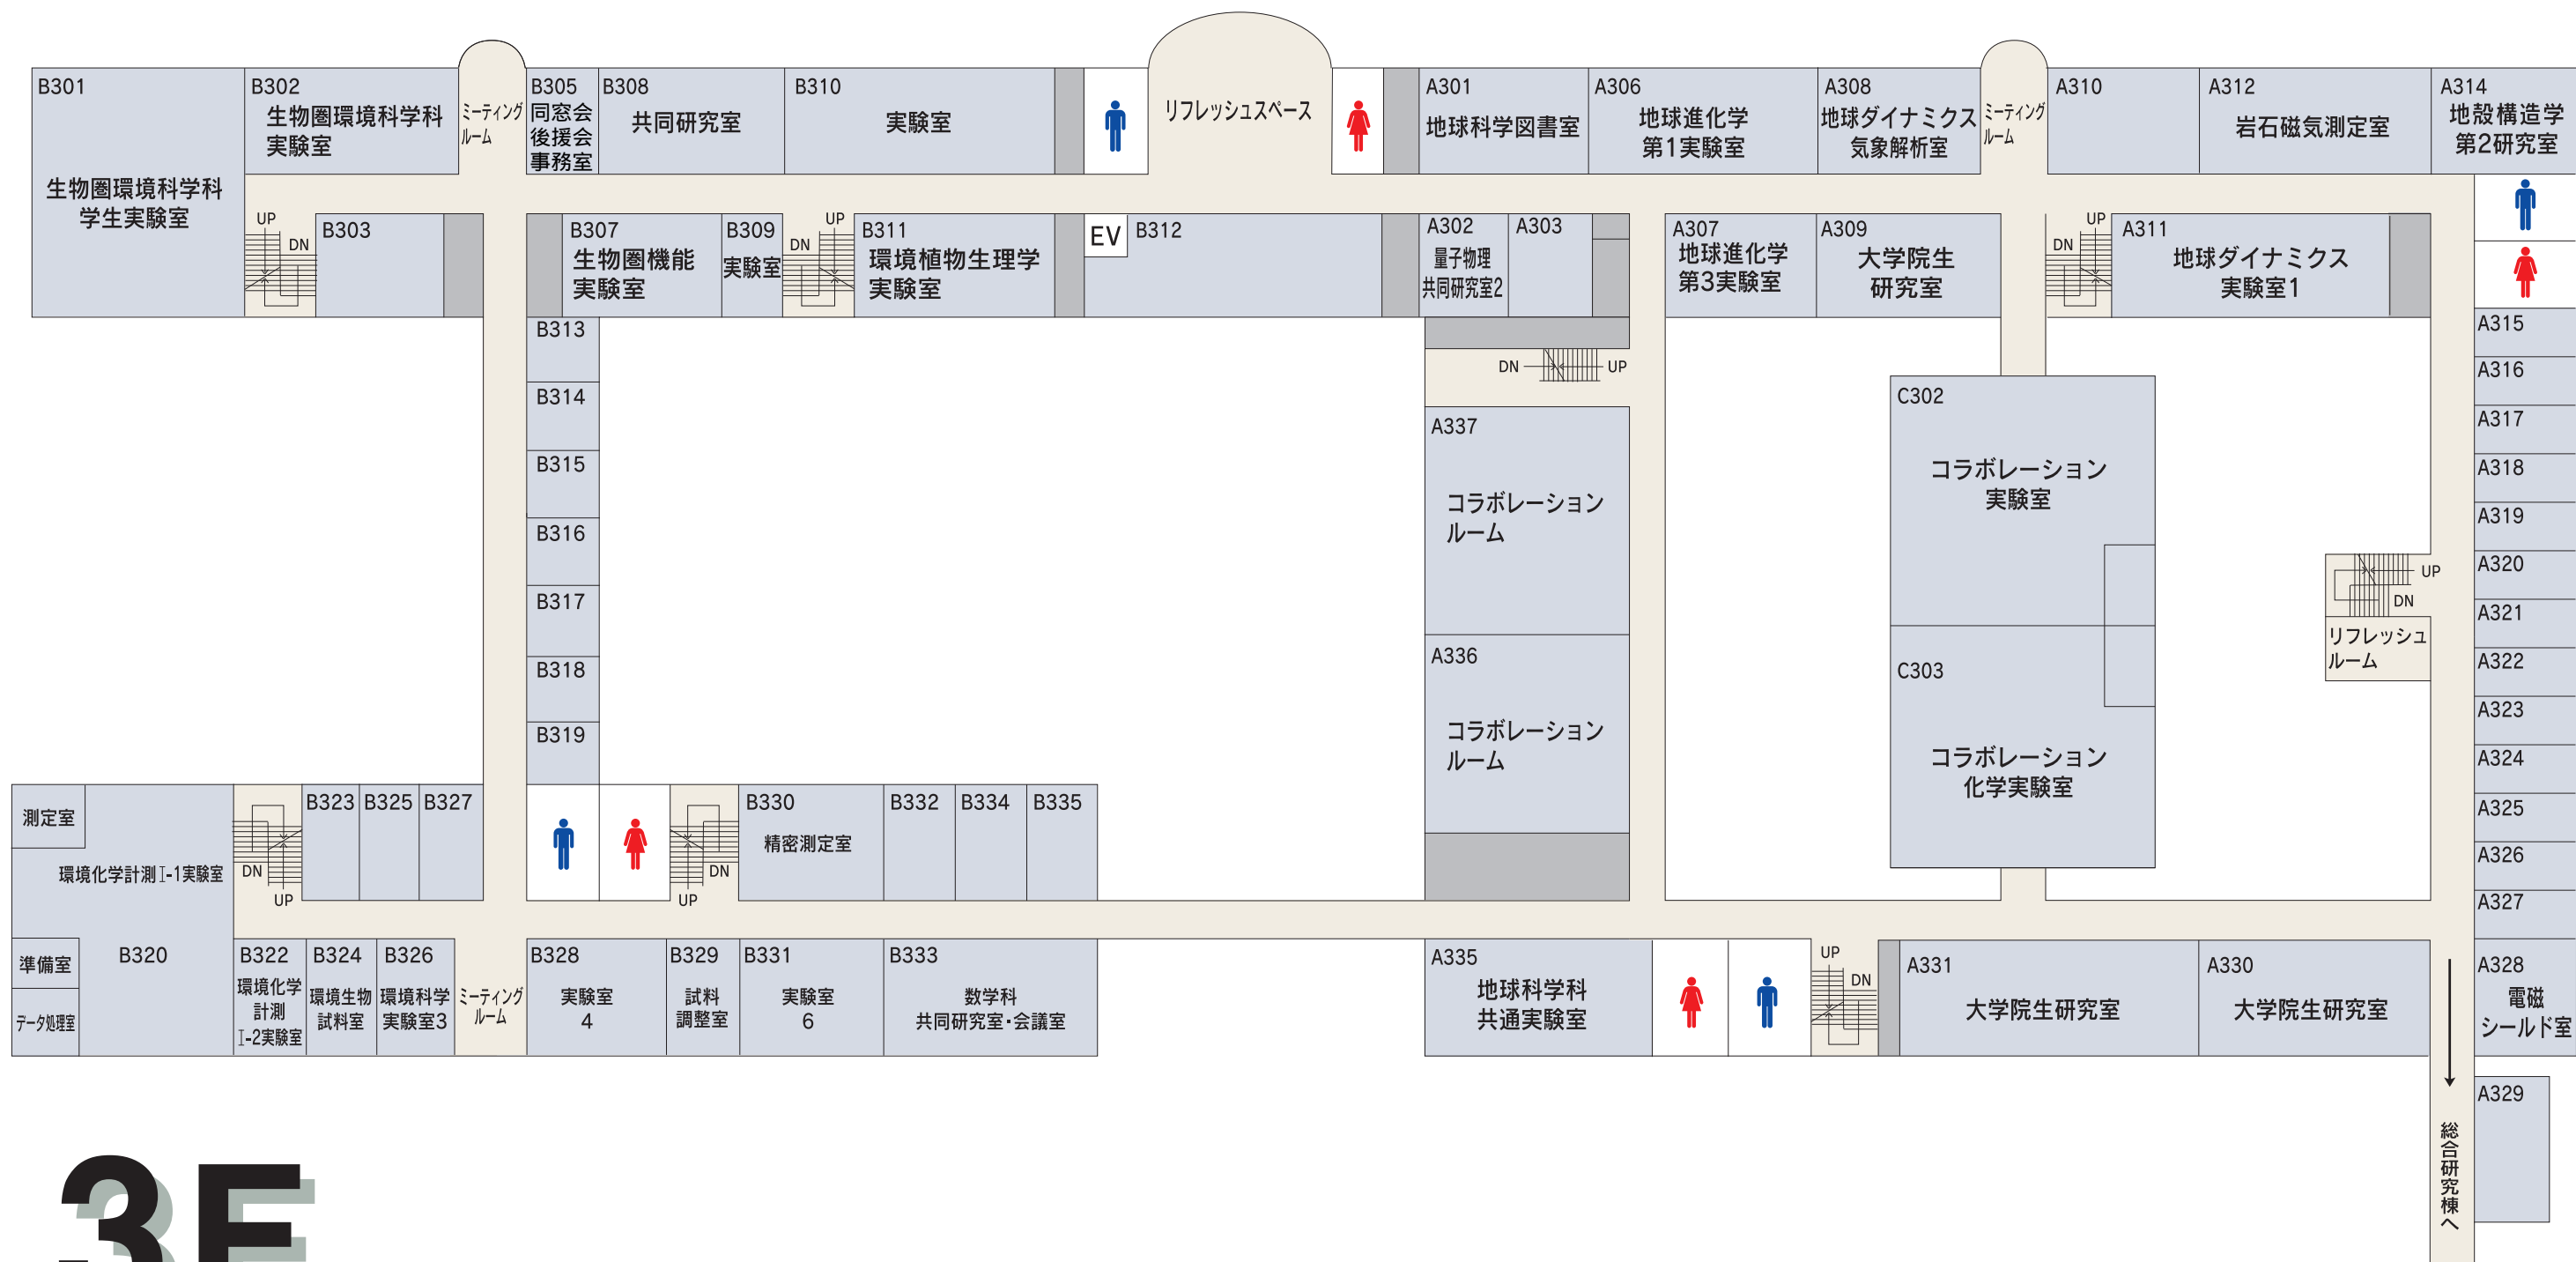 B301
生物圏環境科学科
学生実験室
B302
生物圏環境科学科
実験室
ミーティング
ルーム
B305
同窓会
後援会
事務室
B308
共同研究室
B310
実験室
リフレッシュスペース
A301
地球科学図書室
A306
地球進化学
第1実験室
A308
地球ダイナミクス
気象解析室
ミーティング
ルーム
A310
A312
岩石磁気測定室
A314
地殻構造学
第2研究室
UP
DN
B303
B307
生物圏機能
実験室
B309
実験室
UP
DN
B311
環境植物生理学
実験室
EV
B312
A302
量子物理
共同研究室2
A303
A307
地球進化学
第3実験室
A309
大学院生
研究室
UP
DN
A311
地球ダイナミクス
実験室1
B313
B314
B315
B316
B317
B318
B319
DN
UP
A337
コラボレーション
ルーム
A336
コラボレーション
ルーム
C302
コラボレーション
実験室
C303
コラボレーション
化学実験室
UP
DN
リフレッシュ
ルーム
A315
A316
A317
A318
A319
A320
A321
A322
A323
A324
A325
A326
A327
測定室
環境化学計測I-1実験室
B320
準備室
データ処理室
DN
UP
B323
B325
B327
DN
UP
B330
精密測定室
B332
B334
B335
B322
環境化学
計測
I-2実験室
B324
環境生物
試料室
B326
環境科学
実験室3
ミーティング
ルーム
B328
実験室
4
B329
試料
調整室
B331
実験室
6
B333
数学科
共同研究室・会議室
A335
地球科学科
共通実験室
UP
DN
A331
大学院生研究室
A330
大学院生研究室
A328
電磁
シールド室
A329
総合研究棟へ
3F